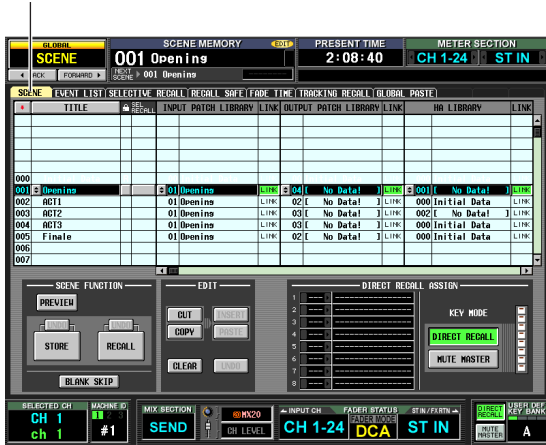 GLOBAL SCENE MEMORY EDIT PRESENT TIME METER SECTION
SCENE 001 Opening 2:08:40 CH 1-24 ST IN
ACK FORWARD NEXT SCENE 001 Opening
SCENE EVENT LIST SELECTIVE RECALL RECALL SAFE FADE TIME TRACKING RECALL GLOBAL PASTE
TITLE SEL RECALL INPUT PATCH LIBRARY LINK OUTPUT PATCH LIBRARY LINK HA LIBRARY LINK
000
001 Opening 01 Opening LINK 04 [ No Data! ] LINK 001 [ No Data! ] LINK
002 ACT1 01 Opening LINK 02 [ No Data! ] LINK 000 Initial Data LINK
003 ACT2 01 Opening LINK 03 [ No Data! ] LINK 002 [ No Data! ] LINK
004 ACT3 01 Opening LINK 03 [ No Data! ] LINK 000 Initial Data LINK
005 Finale 01 Opening LINK 02 [ No Data! ] LINK 000 Initial Data LINK
006
007
SCENE FUNCTION EDIT DIRECT RECALL ASSIGN
PREVIEW
UNDO UNDO
STORE RECALL
BLANK SKIP
CUT INSERT
COPY PASTE
CLEAR UNDO
1 --- ----------------
2 --- ----------------
3 --- ----------------
4 --- ----------------
5 --- ----------------
6 --- ----------------
7 --- ----------------
8 --- ----------------
KEY MODE
DIRECT RECALL
MUTE MASTER
SELECTED CH MACHINE ID MIX SECTION INPUT CH FADER STATUS ST IN/FXRTN DIRECT RECALL USER DEF KEY BANK
CH 1 1 2 3 SEND MIX20 CH 1-24 FADER MODE ST IN
ch 1 #1 CH LEVEL DCA MUTE MASTER A